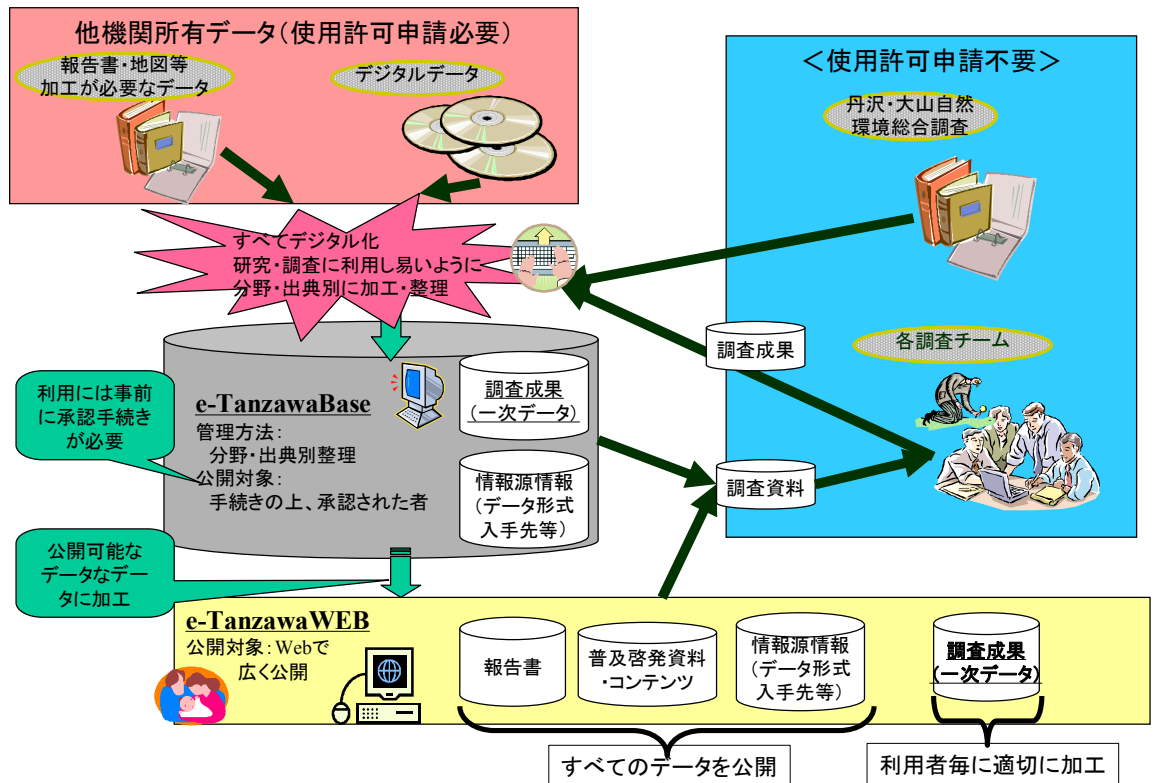 他機関所有データ(使用許可申請必要)
報告書・地図等
加工が必要なデータ
デジタルデータ
＜使用許可申請不要＞
丹沢・大山自然
環境総合調査
すべてデジタル化
研究・調査に利用し易いように
分野・出典別に加工・整理
調査成果
各調査チーム
利用には事前
に承認手続き
が必要
e-TanzawaBase
管理方法：
分野・出典別整理
公開対象：
手続きの上、承認された者
調査成果
(一次データ)
情報源情報
(データ形式
入手先等)
調査資料
公開可能な
データなデー
タに加工
e-TanzawaWEB
公開対象：Webで
広く公開
報告書
普及啓発資料
・コンテンツ
情報源情報
(データ形式
入手先等)
調査成果
(一次データ)
すべてのデータを公開
利用者毎に適切に加工